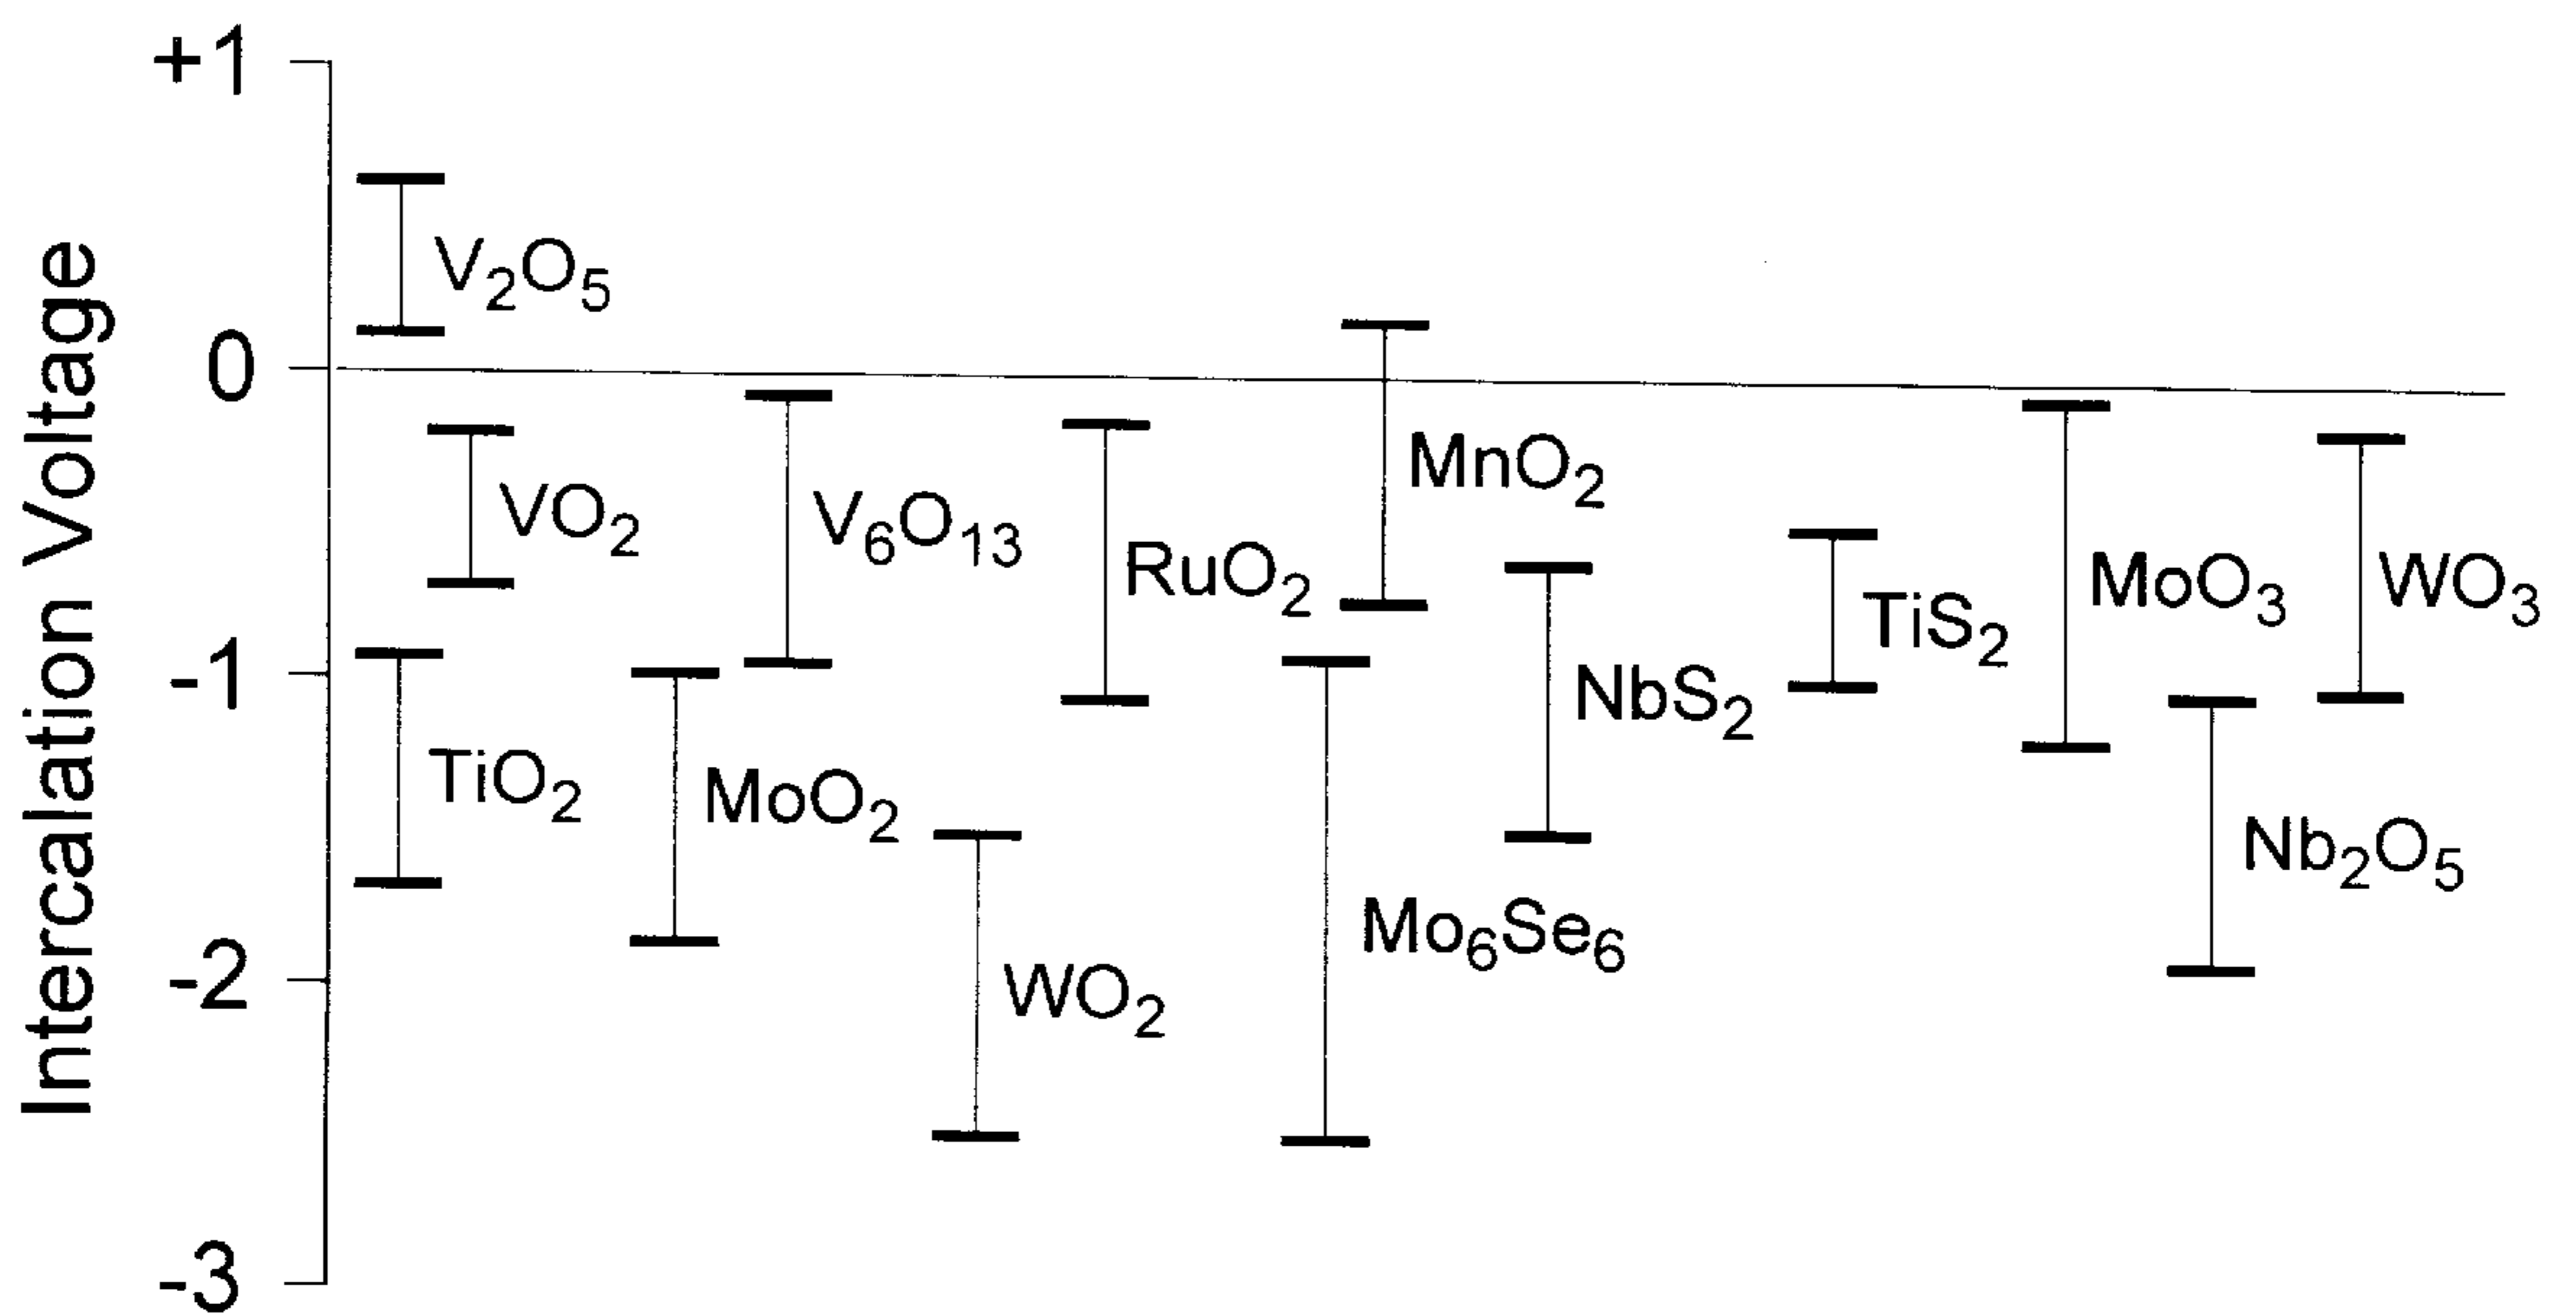 Intercalation Voltage
+1
0
-1
-2
-3
V₂O₅
VO₂
TiO₂
MoO₂
V₆O₁₃
WO₂
RuO₂
Mo₆Se₆
MnO₂
NbS₂
TiS₂
MoO₃
Nb₂O₅
WO₃